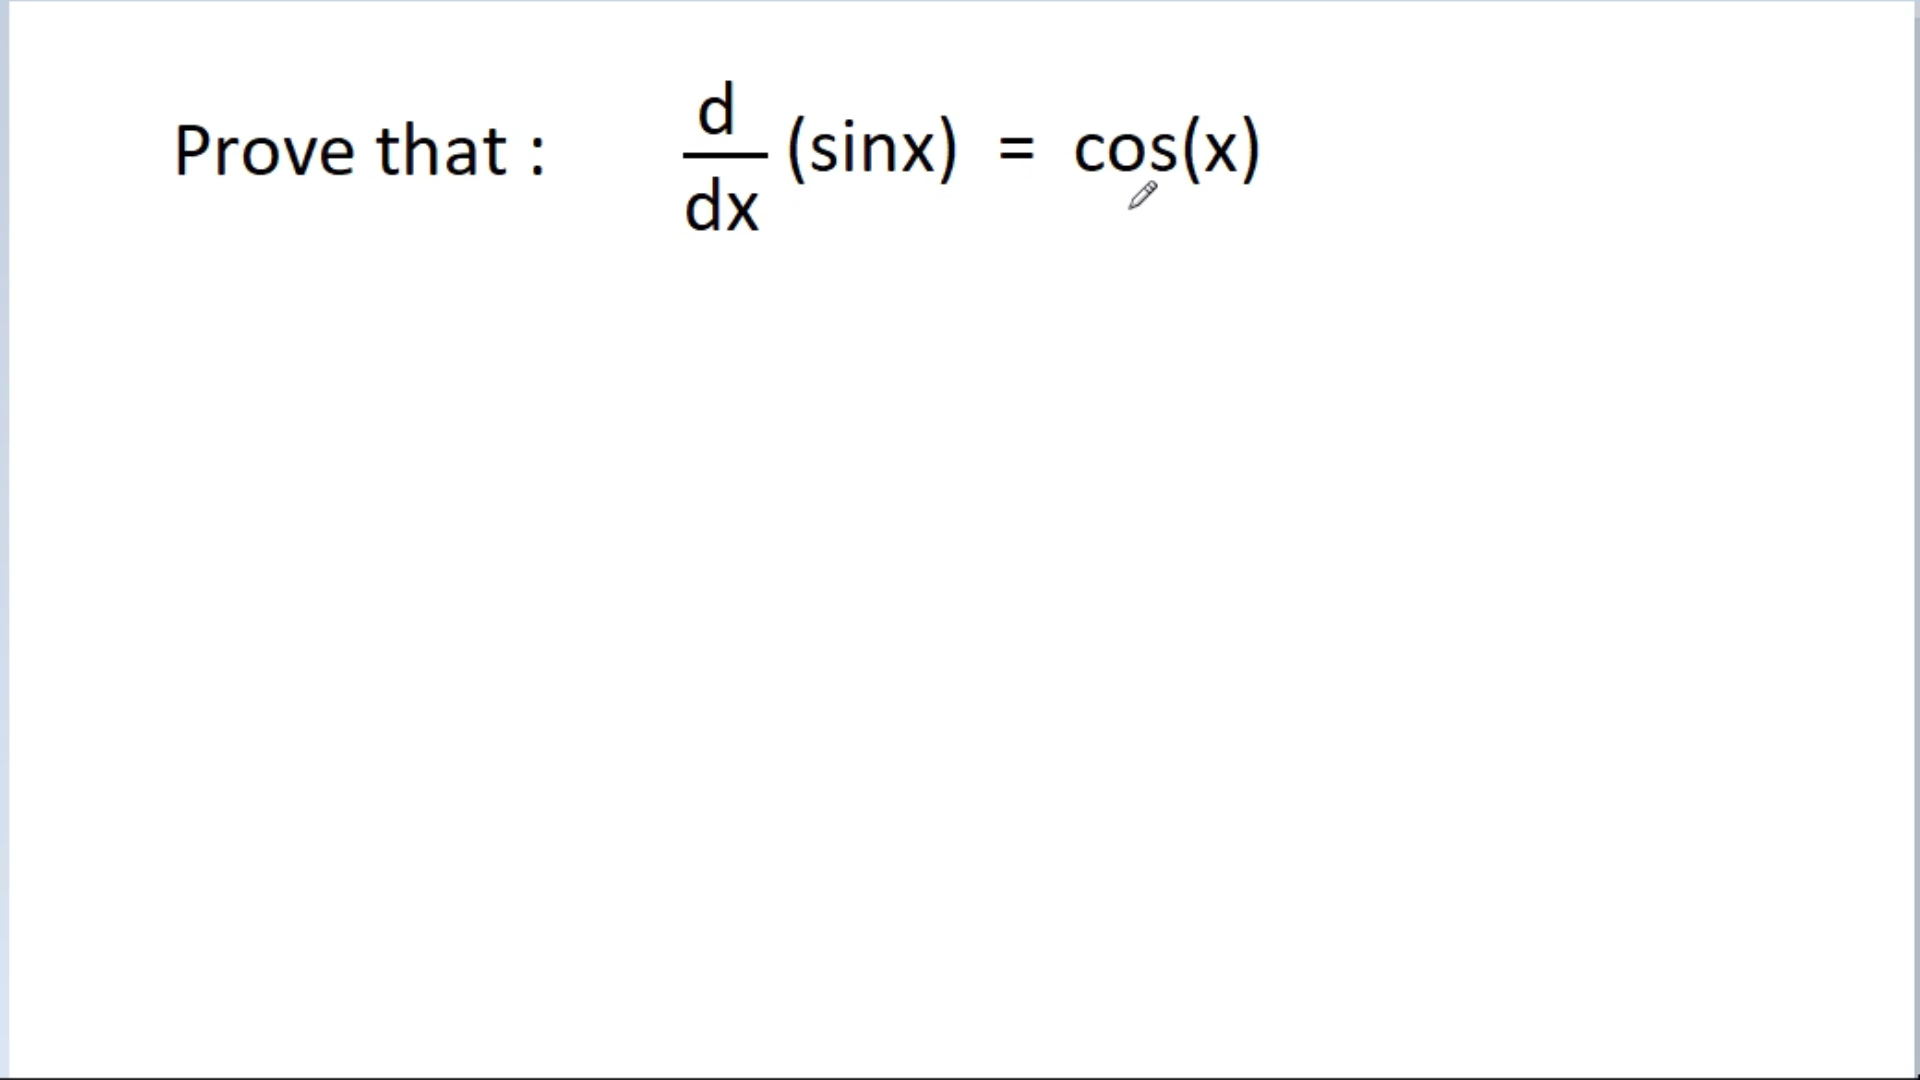 Prove that : d/dx (sinx) = cos(x)